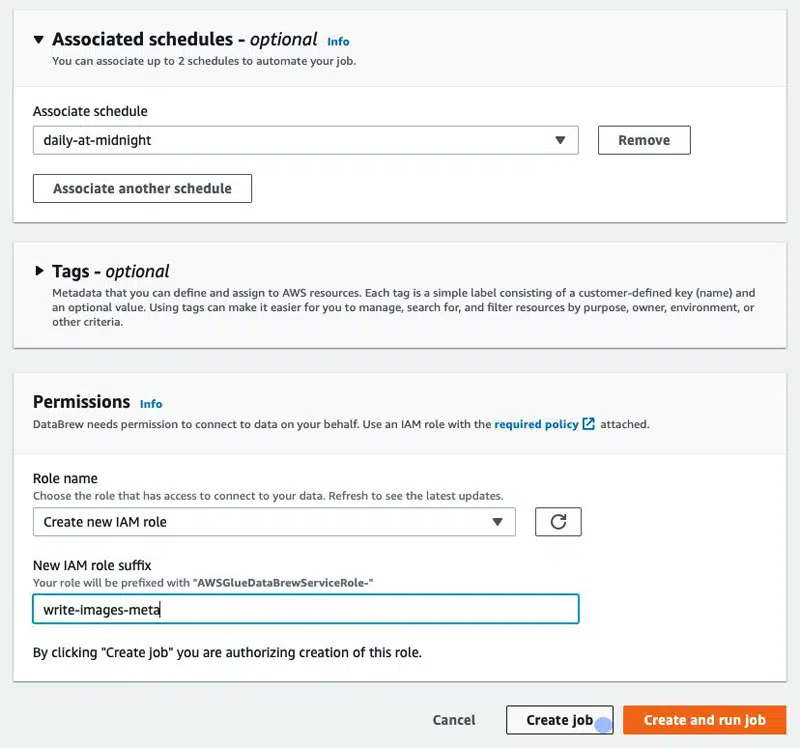 Associated schedules - optional Info
You can associate up to 2 schedules to automate your job.
Associate schedule
daily-at-midnight
Remove
Associate another schedule
Tags - optional
Metadata that you can define and assign to AWS resources. Each tag is a simple label consisting of a customer-defined key (name) and
an optional value. Using tags can make it easier for you to manage, search for, and filter resources by purpose, owner, environment, or
other criteria.
Permissions Info
DataBrew needs permission to connect to data on your behalf. Use an IAM role with the required policy attached.
Role name
Choose the role that has access to connect to your data. Refresh to see the latest updates.
Create new IAM role
New IAM role suffix
Your role will be prefixed with "AWSGlueDataBrewServiceRole-"
write-images-meta
By clicking "Create job" you are authorizing creation of this role.
Cancel
Create job
Create and run job